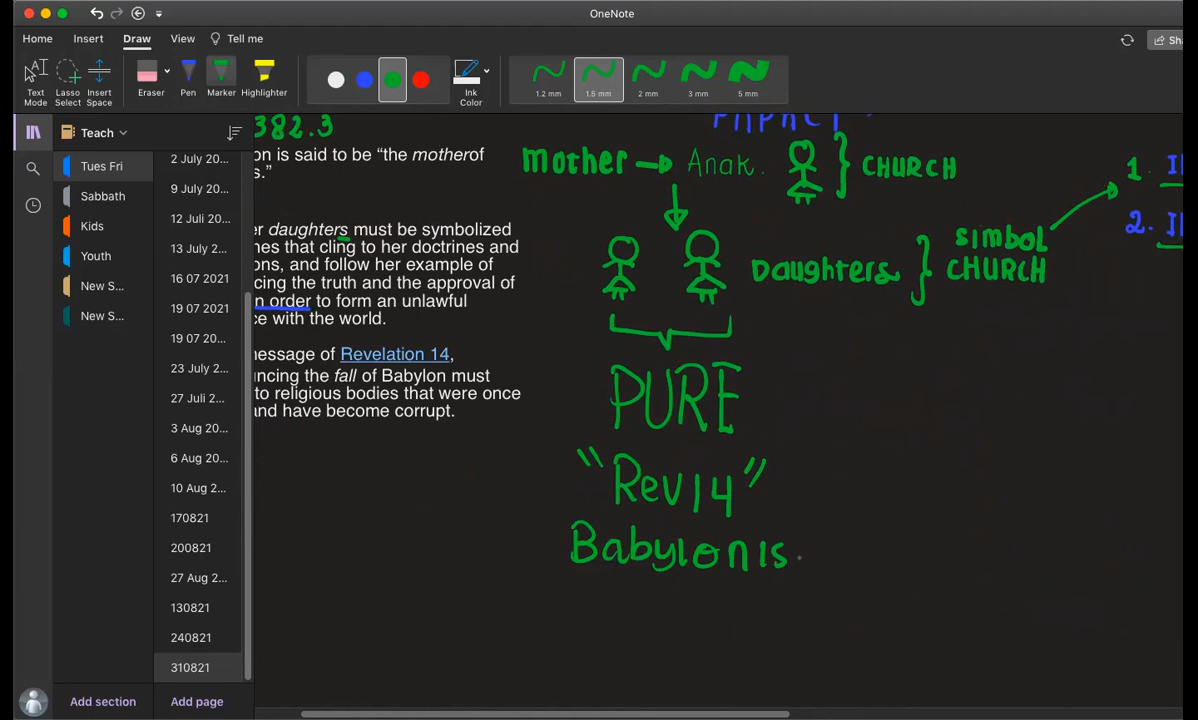 OneNote
Home Insert Draw View Tell me
Sha
Text Mode
Lasso Select
Insert Space
Eraser
Pen
Marker
Highlighter
Ink Color
1.2 mm
1.5 mm
2 mm
3 mm
5 mm
Teach
Tues Fri
Sabbath
Kids
Youth
New S...
New S...
2 July 20...
9 July 20...
12 Juli 20...
13 July 20...
16 07 2021
19 07 2021
19 07 20...
23 July 2...
27 Juli 2...
3 Aug 20...
6 Aug 20...
10 Aug 2...
170821
200821
27 Aug 2...
130821
240821
310821
Add section
Add page
382.3
on is said to be “the motherof
s.”
er daughters must be symbolized
nes that cling to her doctrines and
ons, and follow her example of
cing the truth and the approval of
n order to form an unlawful
ce with the world.
nessage of Revelation 14,
uncing the fall of Babylon must
to religious bodies that were once
and have become corrupt.
mother → Anak. } CHURCH
Daughters } simbol CHURCH
1.
2.
PURE
"Rev14"
Babylon is